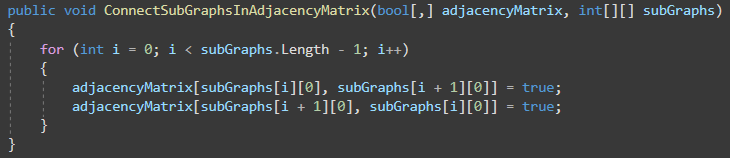 public void ConnectSubGraphsInAdjacencyMatrix(bool[,] adjacencyMatrix, int[][] subGraphs)
{
    for (int i = 0; i < subGraphs.Length - 1; i++)
    {
        adjacencyMatrix[subGraphs[i][0], subGraphs[i + 1][0]] = true;
        adjacencyMatrix[subGraphs[i + 1][0], subGraphs[i][0]] = true;
    }
}